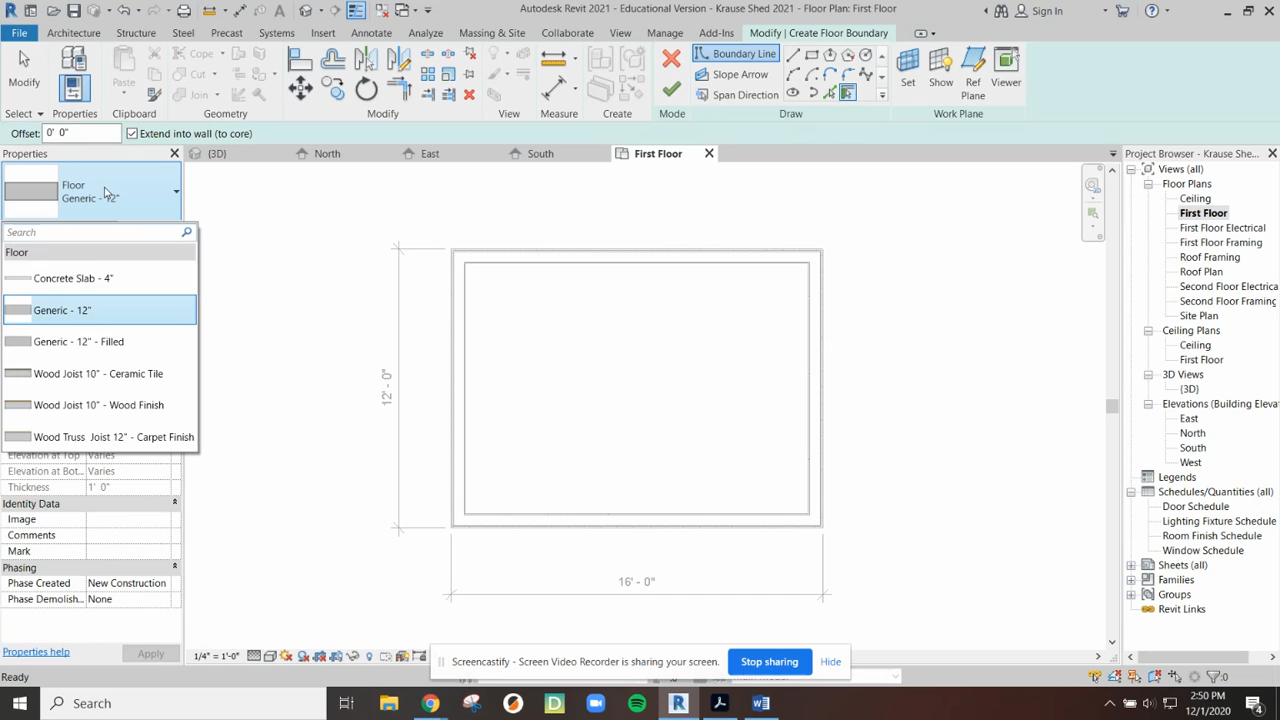 Autodesk Revit 2021 - Educational Version - Krause Shed 2021 - Floor Plan: First Floor
Sign In
File Architecture Structure Steel Precast Systems Insert Annotate Analyze Massing & Site Collaborate View Manage Add-Ins Modify | Create Floor Boundary
Modify
Paste
Cope
Cut
Join
Boundary Line
Slope Arrow
Span Direction
Set
Show
Ref
Plane
Viewer
Select Properties Clipboard Geometry Modify View Measure Create Mode Draw Work Plane
Offset: 0' 0" Extend into wall (to core)
Properties
{3D} North East South First Floor
Floor
Generic - 12"
Search
Floor
Concrete Slab - 4"
Generic - 12"
Generic - 12" - Filled
Wood Joist 10" - Ceramic Tile
Wood Joist 10" - Wood Finish
Wood Truss Joist 12" - Carpet Finish
Elevation at Top Varies
Elevation at Bot... Varies
Thickness 1' 0"
Identity Data
Image
Comments
Mark
Phasing
Phase Created New Construction
Phase Demolish... None
Properties help Apply
12' - 0"
16' - 0"
1/4" = 1'-0"
Screencastify - Screen Video Recorder is sharing your screen. Stop sharing Hide
Ready
Project Browser - Krause She...
Views (all)
Floor Plans
Ceiling
First Floor
First Floor Electrical
First Floor Framing
Roof Framing
Roof Plan
Second Floor Electrica
Second Floor Framing
Site Plan
Ceiling Plans
Ceiling
First Floor
3D Views
{3D}
Elevations (Building Eleva
East
North
South
West
Legends
Schedules/Quantities (all)
Door Schedule
Lighting Fixture Schedule
Room Finish Schedule
Window Schedule
Sheets (all)
Families
Groups
Revit Links
:0
Search
2:50 PM
12/1/2020
4